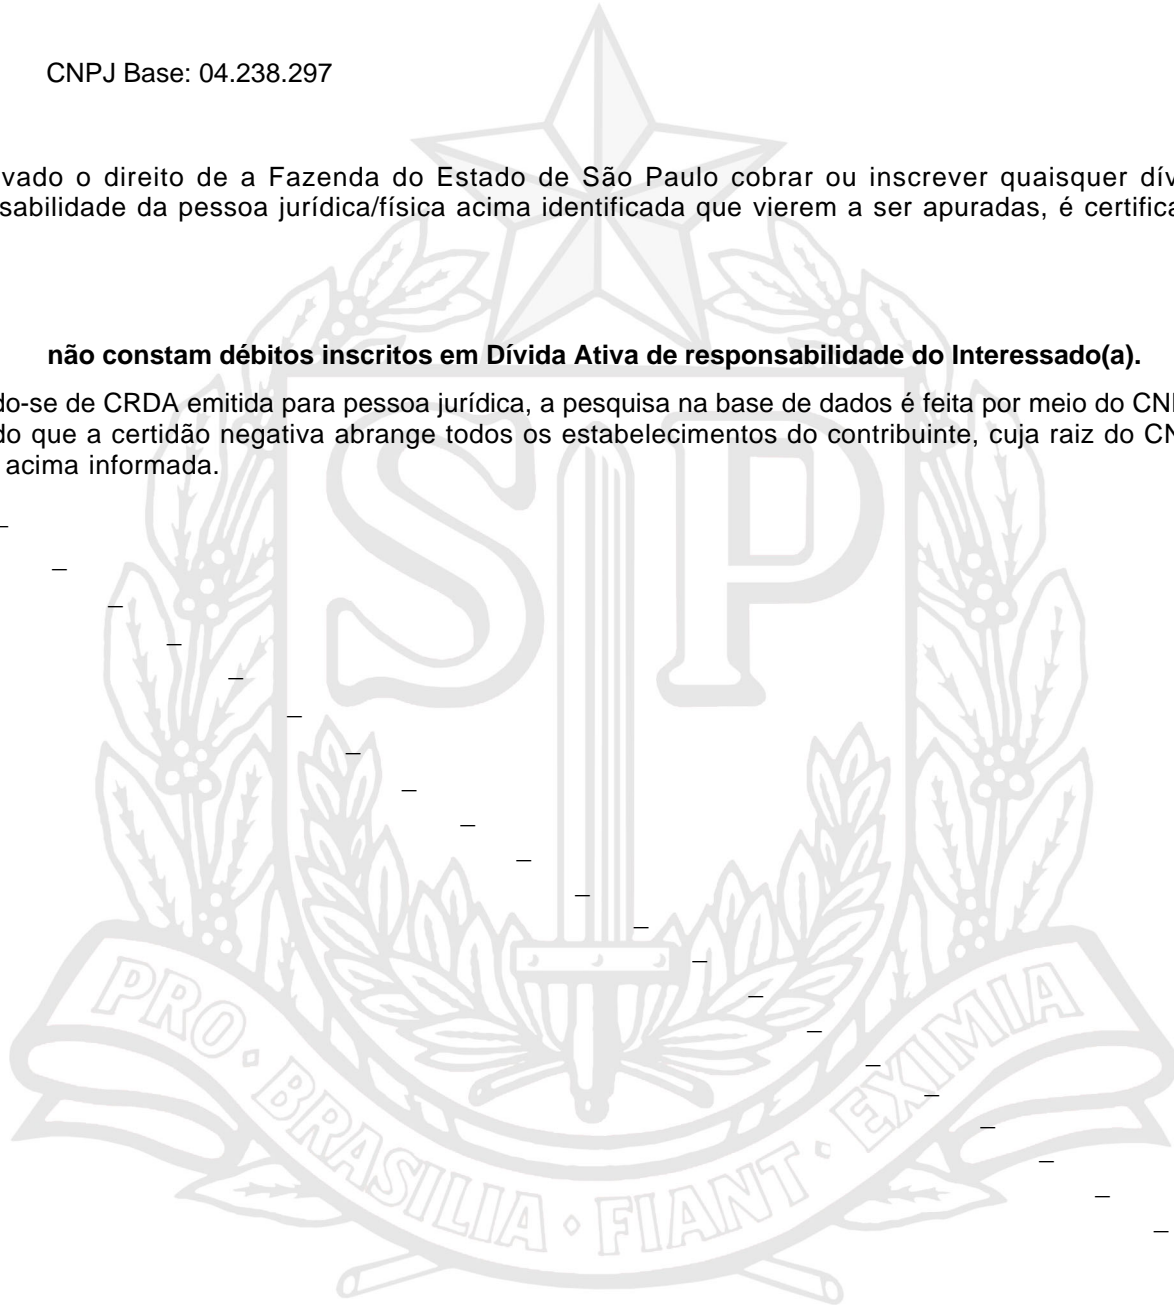 CNPJ Base: 04.238.297
vado o direito de a Fazenda do Estado de São Paulo cobrar ou inscrever quaisquer dív
sabilidade da pessoa jurídica/física acima identificada que vierem a ser apuradas, é certifica
não constam débitos inscritos em Dívida Ativa de responsabilidade do Interessado(a).
do-se de CRDA emitida para pessoa jurídica, a pesquisa na base de dados é feita por meio do CN
do que a certidão negativa abrange todos os estabelecimentos do contribuinte, cuja raiz do CN
acima informada.
SP
PRO • BRASILIA • FIANT • EXIMIA